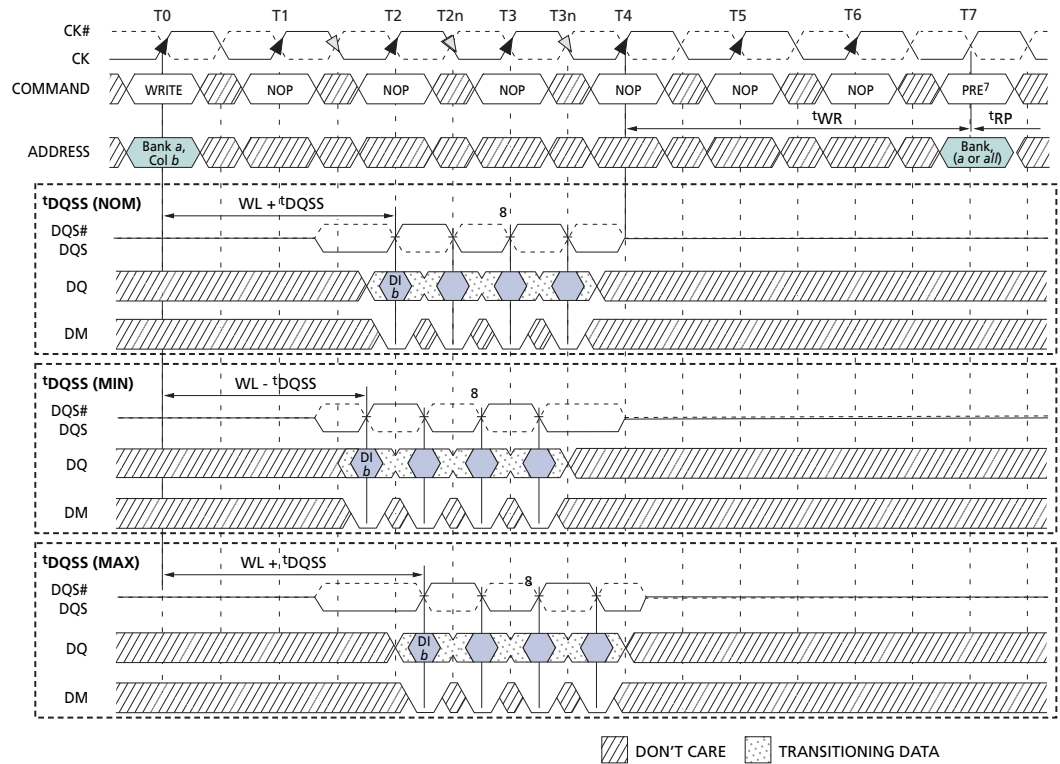 T0 T1 T2 T2n T3 T3n T4 T5 T6 T7
CK#
CK
COMMAND WRITE NOP NOP NOP NOP NOP NOP PRE7
tWR tRP
ADDRESS Bank a, Col b Bank, (a or all)
tDQSS (NOM) WL + tDQSS 8
DQS#
DQS
DQ DI b
DM
tDQSS (MIN) WL - tDQSS 8
DQS#
DQS
DQ DI b
DM
tDQSS (MAX) WL + tDQSS 8
DQS#
DQS
DQ DI b
DM
DON'T CARE TRANSITIONING DATA